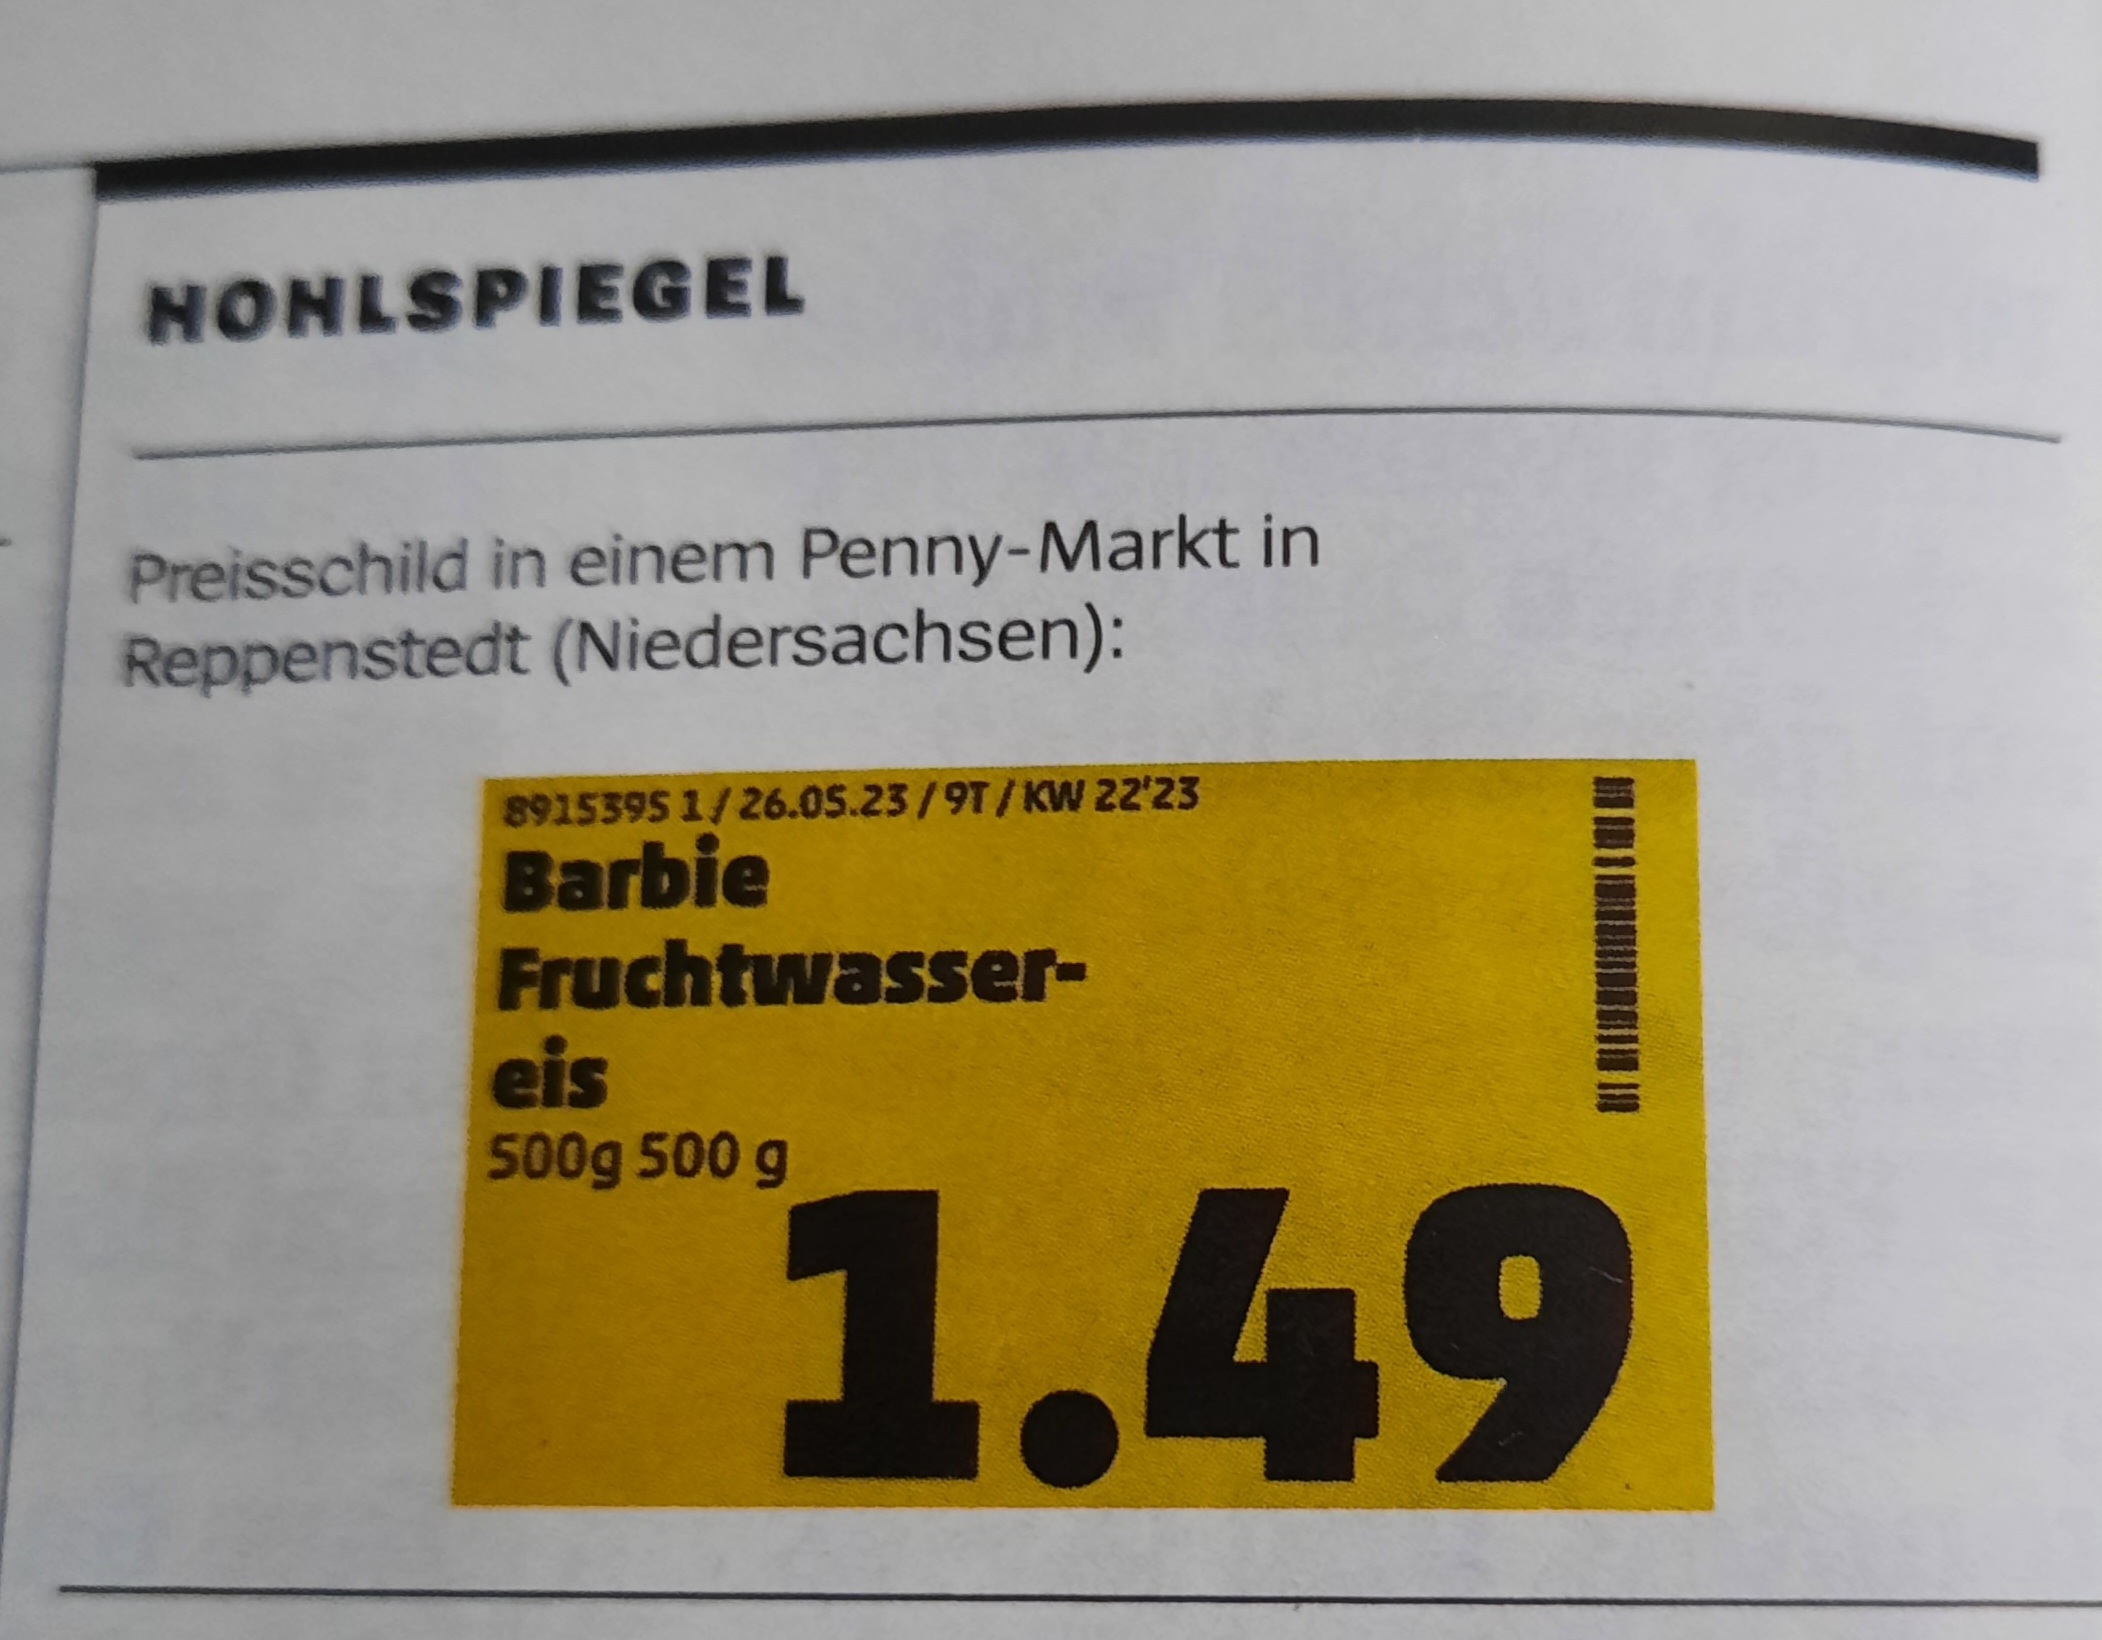 HOHLSPIEGEL
Preisschild in einem Penny-Markt in
Reppenstedt (Niedersachsen):
8915395 1 / 26.05.23 / 9T / KW 22'23
Barbie
Fruchtwasser-
eis
500g 500 g
1.49